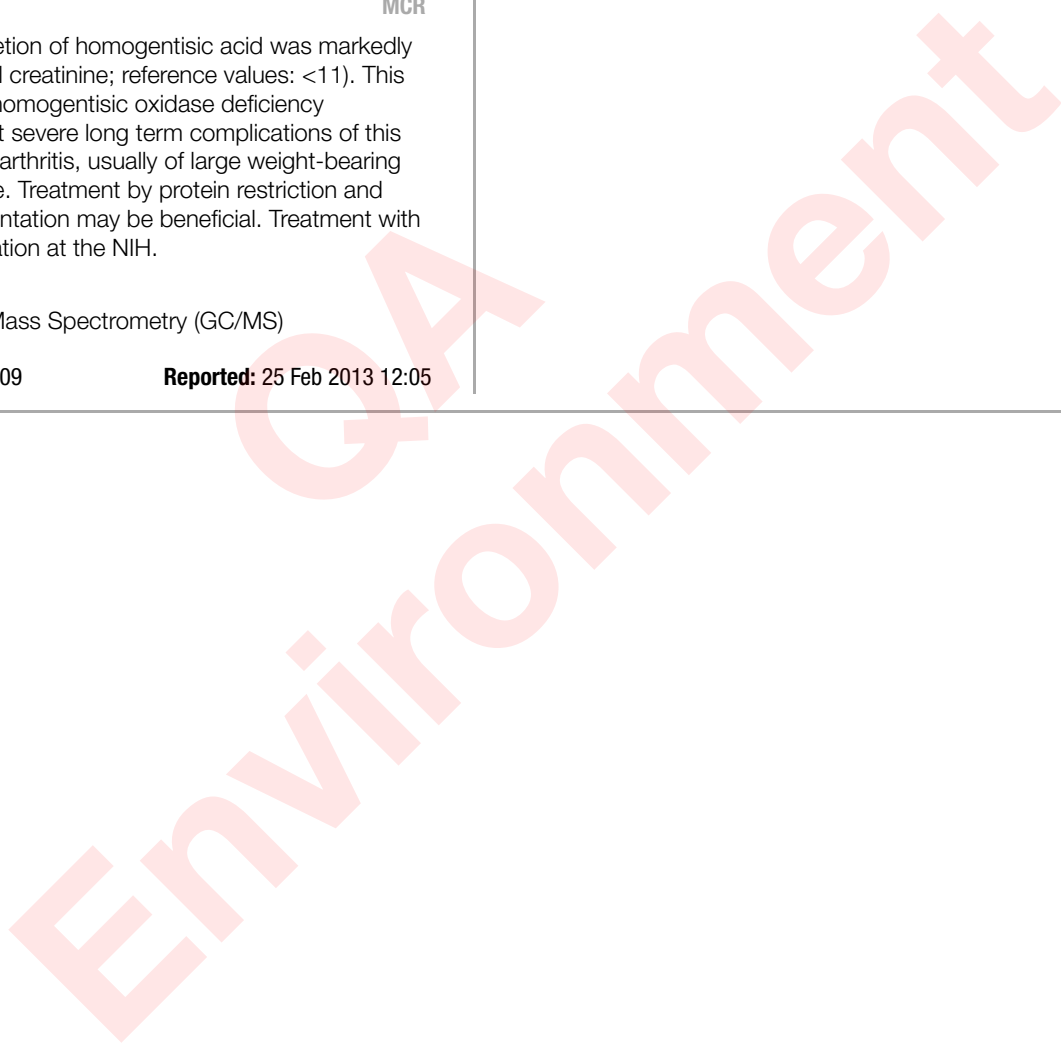 MCR
etion of homogentisic acid was markedly
creatinine; reference values: <11). This
homogentisic oxidase deficiency
t severe long term complications of this
arthritis, usually of large weight-bearing
e. Treatment by protein restriction and
ntation may be beneficial. Treatment with
ation at the NIH.
Mass Spectrometry (GC/MS)
09 Reported: 25 Feb 2013 12:05
QA
Environment